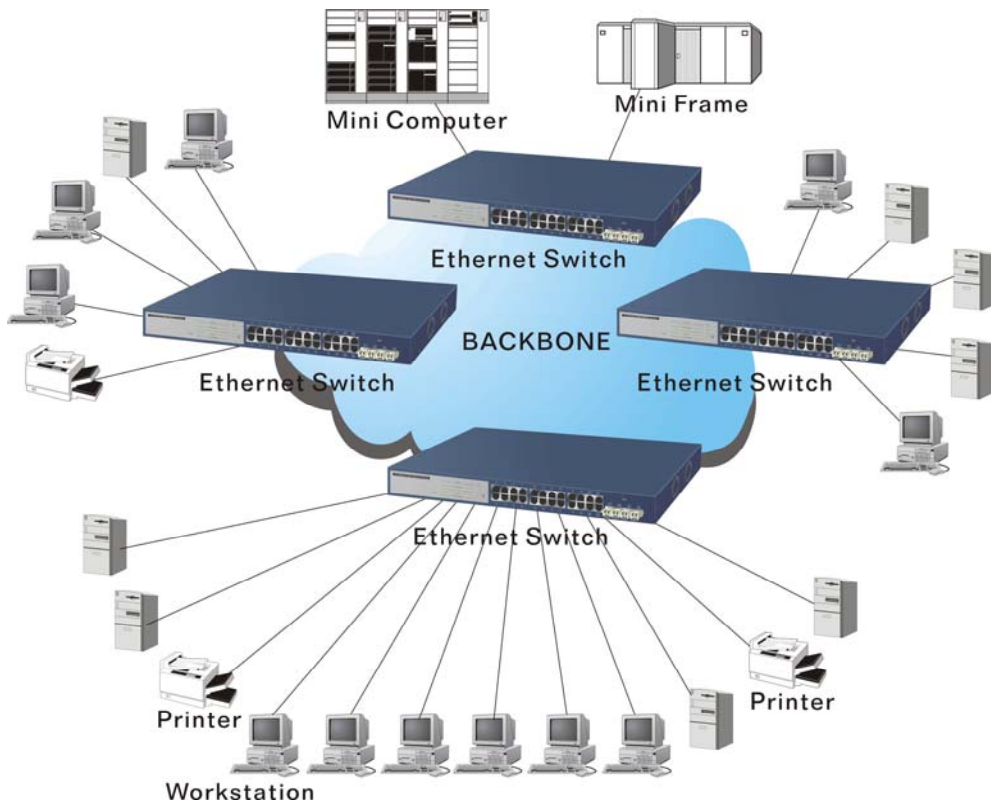 Mini Computer
Mini Frame
Ethernet Switch
BACKBONE
Ethernet Switch
Ethernet Switch
Ethernet Switch
Printer
Printer
Workstation